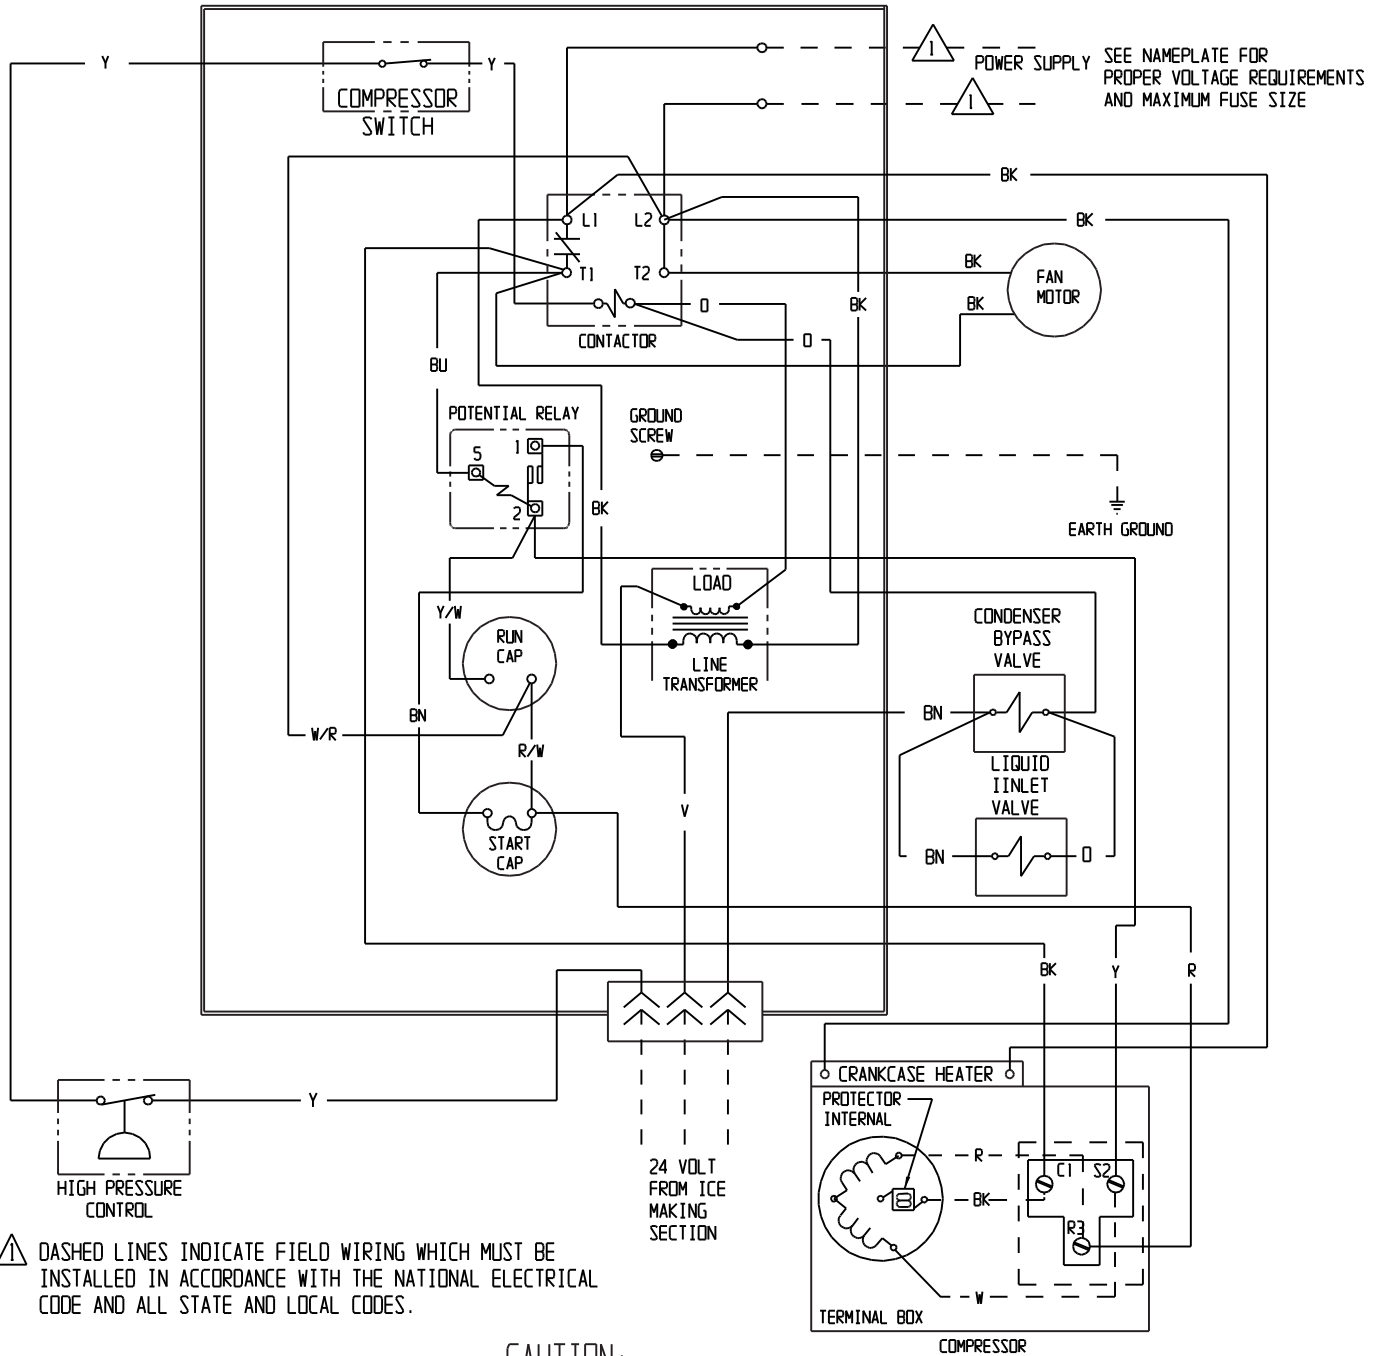 Y
COMPRESSOR
SWITCH
Y
1
POWER SUPPLY
1
SEE NAMEPLATE FOR
PROPER VOLTAGE REQUIREMENTS
AND MAXIMUM FUSE SIZE
BK
L1
L2
BK
T1
T2
BK
FAN
MOTOR
BK
O
BK
CONTACTOR
O
BU
POTENTIAL RELAY
1
5
2
GROUND
SCREW
BK
EARTH GROUND
LOAD
LINE
TRANSFORMER
Y/W
RUN
CAP
CONDENSER
BYPASS
VALVE
BN
BN
W/R
R/W
LIQUID
IINLET
VALVE
V
START
CAP
BN
O
BK
Y
R
CRANKCASE HEATER
PROTECTOR
INTERNAL
Y
R
C1
S2
BK
R3
W
TERMINAL BOX
COMPRESSOR
24 VOLT
FROM ICE
MAKING
SECTION
HIGH PRESSURE
CONTROL
1
DASHED LINES INDICATE FIELD WIRING WHICH MUST BE
INSTALLED IN ACCORDANCE WITH THE NATIONAL ELECTRICAL
CODE AND ALL STATE AND LOCAL CODES.
CAUTION: